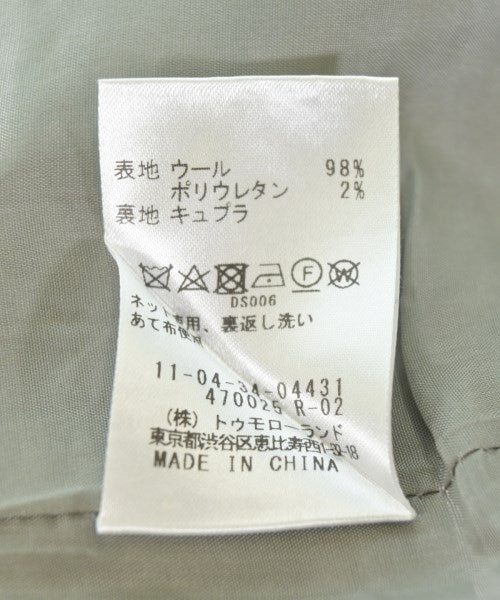 表地 ウール 98%
ポリウレタン 2%
裏地 キュプラ
F W
DS006
ネット使用、裏返し洗い
あて布使用
11-04-34-04431
470025 R-02
(株) トゥモローランド
東京都渋谷区恵比寿西1-32-18
MADE IN CHINA